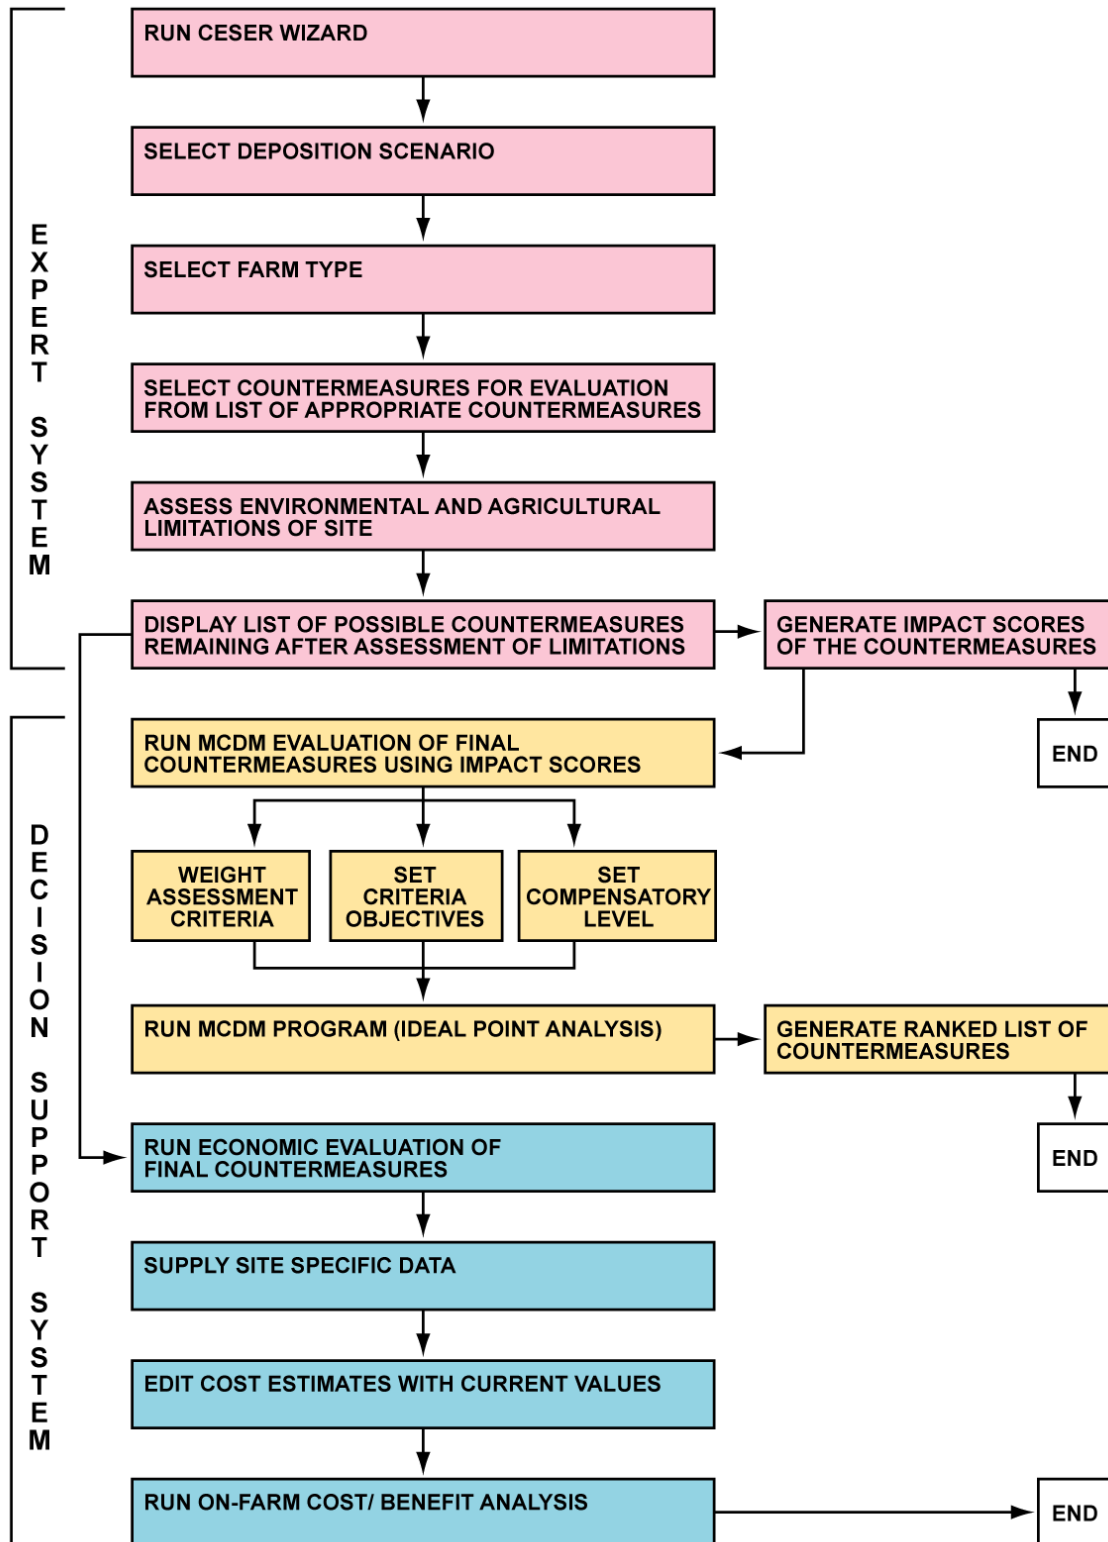 RUN CESER WIZARD
SELECT DEPOSITION SCENARIO
SELECT FARM TYPE
SELECT COUNTERMEASURES FOR EVALUATION
FROM LIST OF APPROPRIATE COUNTERMEASURES
ASSESS ENVIRONMENTAL AND AGRICULTURAL
LIMITATIONS OF SITE
DISPLAY LIST OF POSSIBLE COUNTERMEASURES
REMAINING AFTER ASSESSMENT OF LIMITATIONS
GENERATE IMPACT SCORES
OF THE COUNTERMEASURES
END
EXPERT SYSTEM
RUN MCDM EVALUATION OF FINAL
COUNTERMEASURES USING IMPACT SCORES
WEIGHT
ASSESSMENT
CRITERIA
SET
CRITERIA
OBJECTIVES
SET
COMPENSATORY
LEVEL
RUN MCDM PROGRAM (IDEAL POINT ANALYSIS)
GENERATE RANKED LIST OF
COUNTERMEASURES
END
RUN ECONOMIC EVALUATION OF
FINAL COUNTERMEASURES
SUPPLY SITE SPECIFIC DATA
EDIT COST ESTIMATES WITH CURRENT VALUES
RUN ON-FARM COST/ BENEFIT ANALYSIS
END
DECISION SUPPORT SYSTEM